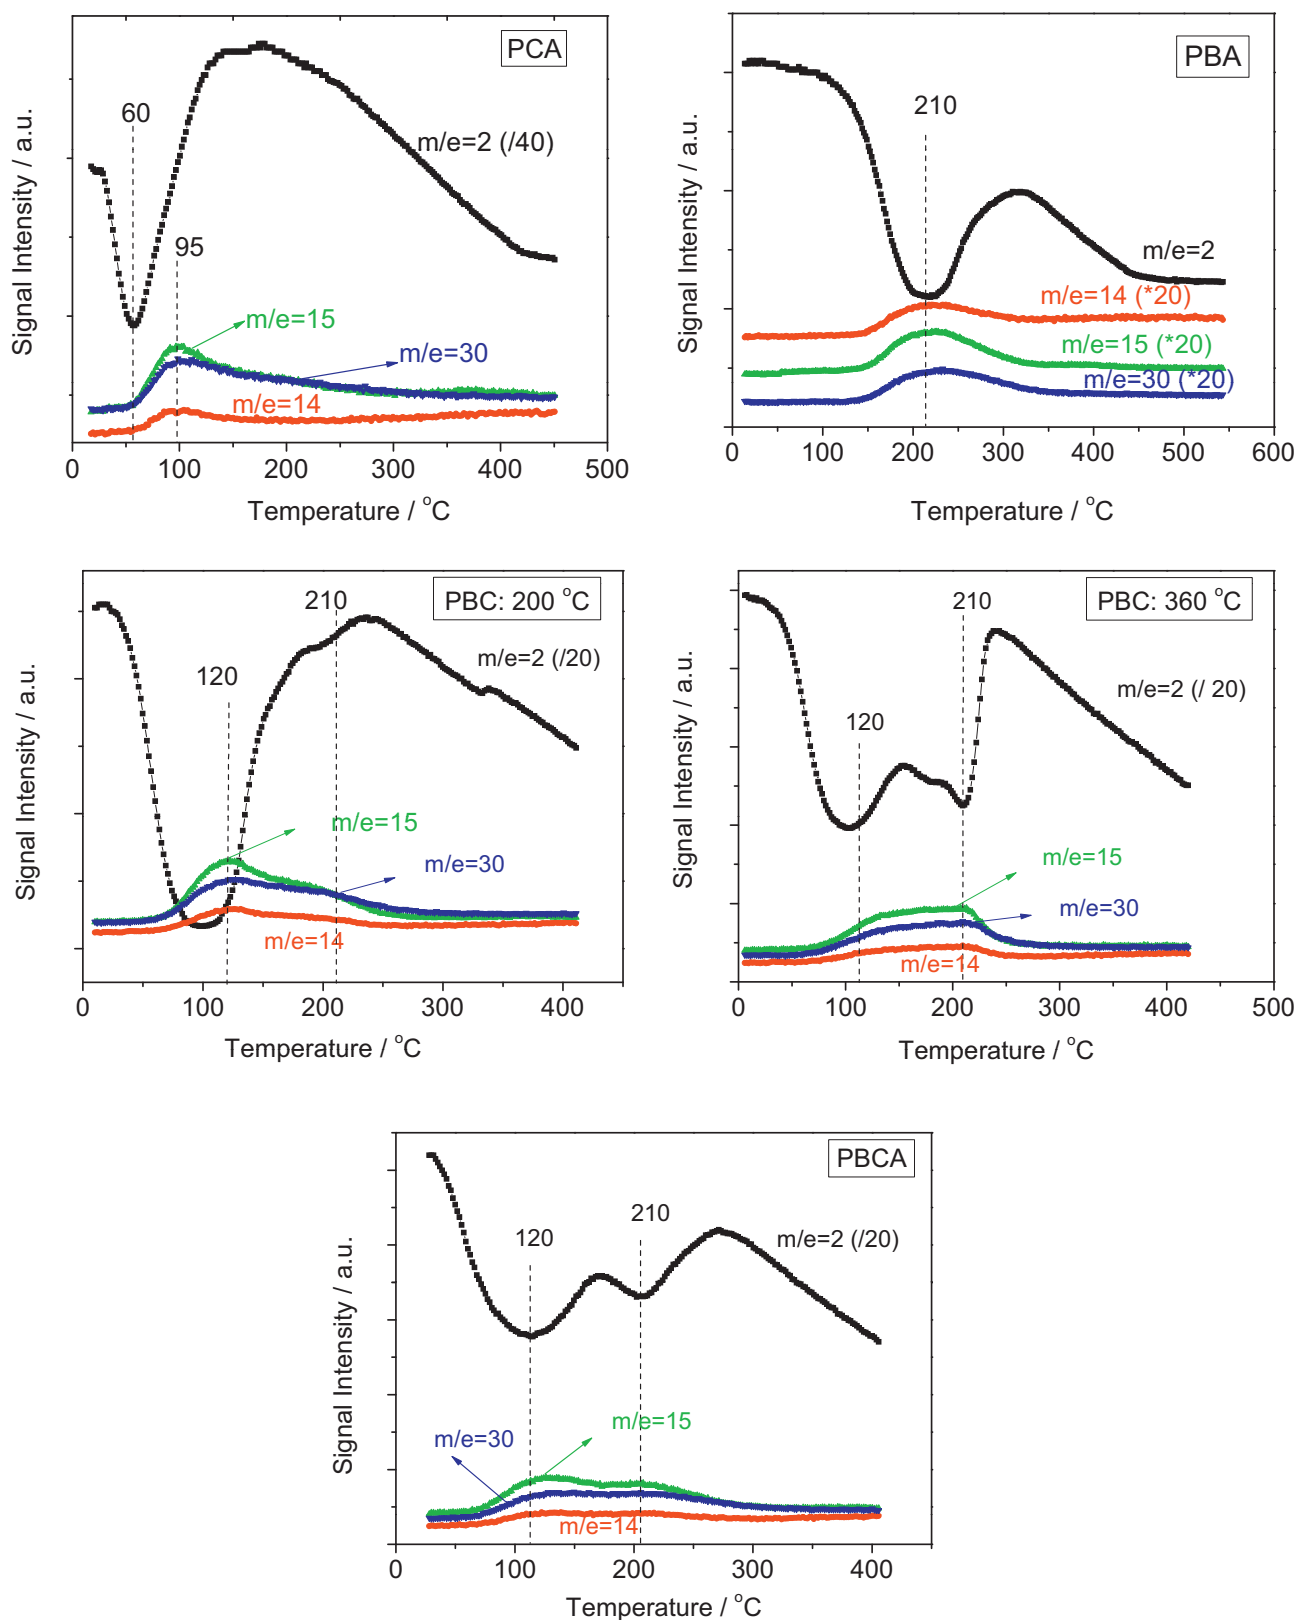 PCA
60
m/e=2 (/40)
95
m/e=15
m/e=30
m/e=14
0 100 200 300 400 500
Temperature / °C
Signal Intensity / a.u.
PBA
210
m/e=2
m/e=14 (*20)
m/e=15 (*20)
m/e=30 (*20)
0 100 200 300 400 500 600
Temperature / °C
Signal Intensity / a.u.
PBC: 200 °C
210
m/e=2 (/20)
120
m/e=15
m/e=30
m/e=14
0 100 200 300 400
Temperature / °C
Signal Intensity / a.u.
PBC: 360 °C
210
m/e=2 (/ 20)
120
m/e=15
m/e=30
m/e=14
0 100 200 300 400 500
Temperature / °C
Signal Intensity / a.u.
PBCA
210
120
m/e=2 (/20)
m/e=15
m/e=30
m/e=14
0 100 200 300 400
Temperature / °C
Signal Intensity / a.u.